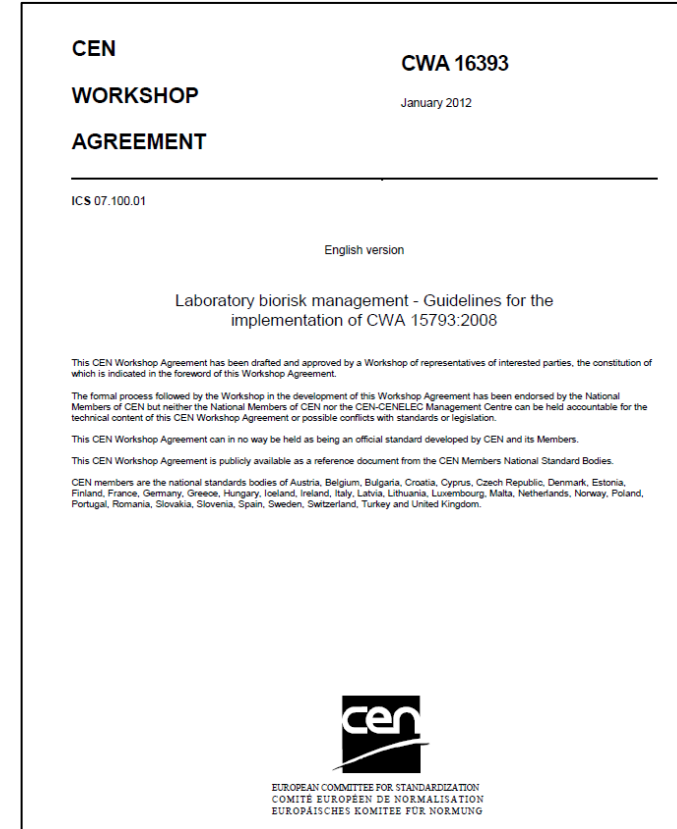 CEN
CWA 16393
WORKSHOP
January 2012
AGREEMENT
ICS 07.100.01
English version
Laboratory biorisk management - Guidelines for the
implementation of CWA 15793:2008
This CEN Workshop Agreement has been drafted and approved by a Workshop of representatives of interested parties, the constitution of
which is indicated in the foreword of this Workshop Agreement.
The formal process followed by the Workshop in the development of this Workshop Agreement has been endorsed by the National
Members of CEN but neither the National Members of CEN nor the CEN-CENELEC Management Centre can be held accountable for the
technical content of this CEN Workshop Agreement or possible conflicts with standards or legislation.
This CEN Workshop Agreement can in no way be held as being an official standard developed by CEN and its Members.
This CEN Workshop Agreement is publicly available as a reference document from the CEN Members National Standard Bodies.
CEN members are the national standards bodies of Austria, Belgium, Bulgaria, Croatia, Cyprus, Czech Republic, Denmark, Estonia,
Finland, France, Germany, Greece, Hungary, Iceland, Ireland, Italy, Latvia, Lithuania, Luxembourg, Malta, Netherlands, Norway, Poland,
Portugal, Romania, Slovakia, Slovenia, Spain, Sweden, Switzerland, Turkey and United Kingdom.
cen
EUROPEAN COMMITTEE FOR STANDARDIZATION
COMITÉ EUROPÉEN DE NORMALISATION
EUROPÄISCHES KOMITEE FÜR NORMUNG